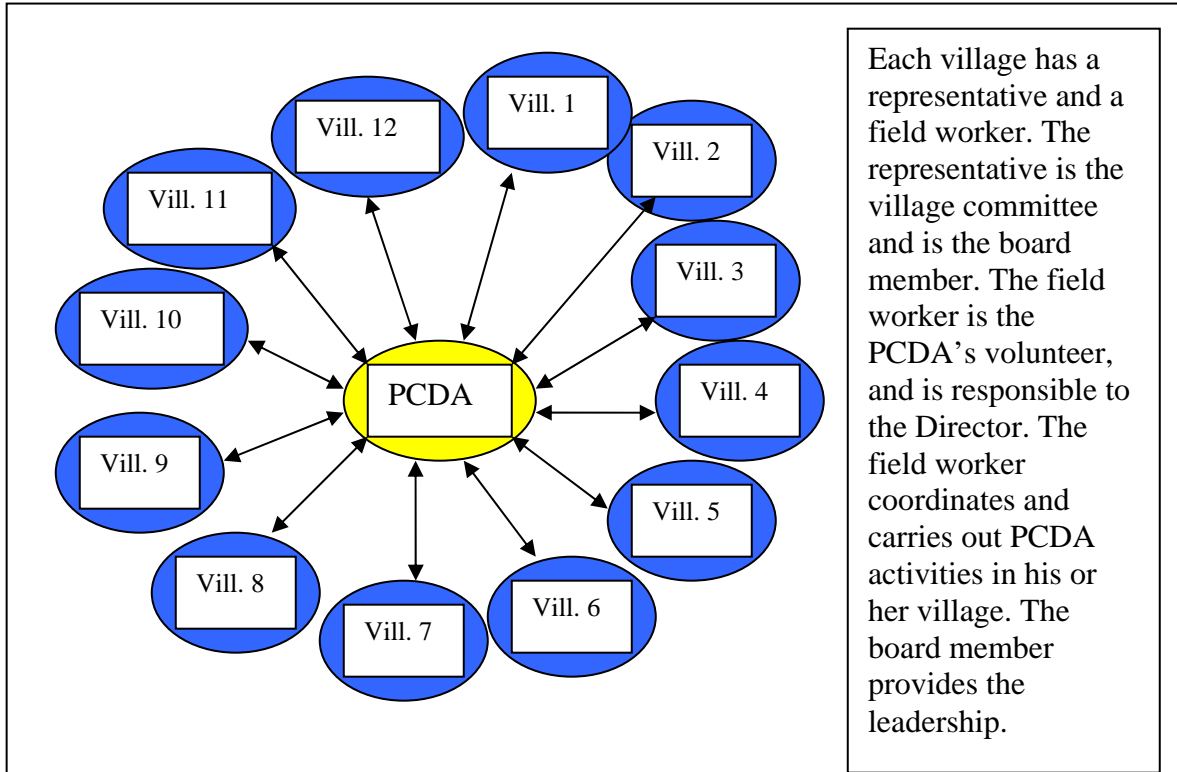 Vill. 1
Vill. 12
Vill. 2
Vill. 11
Vill. 3
Vill. 10
PCDA
Vill. 4
Vill. 9
Vill. 5
Vill. 8
Vill. 6
Vill. 7
Each village has a
representative and a
field worker. The
representative is the
village committee
and is the board
member. The field
worker is the
PCDA’s volunteer,
and is responsible to
the Director. The
field worker
coordinates and
carries out PCDA
activities in his or
her village. The
board member
provides the
leadership.